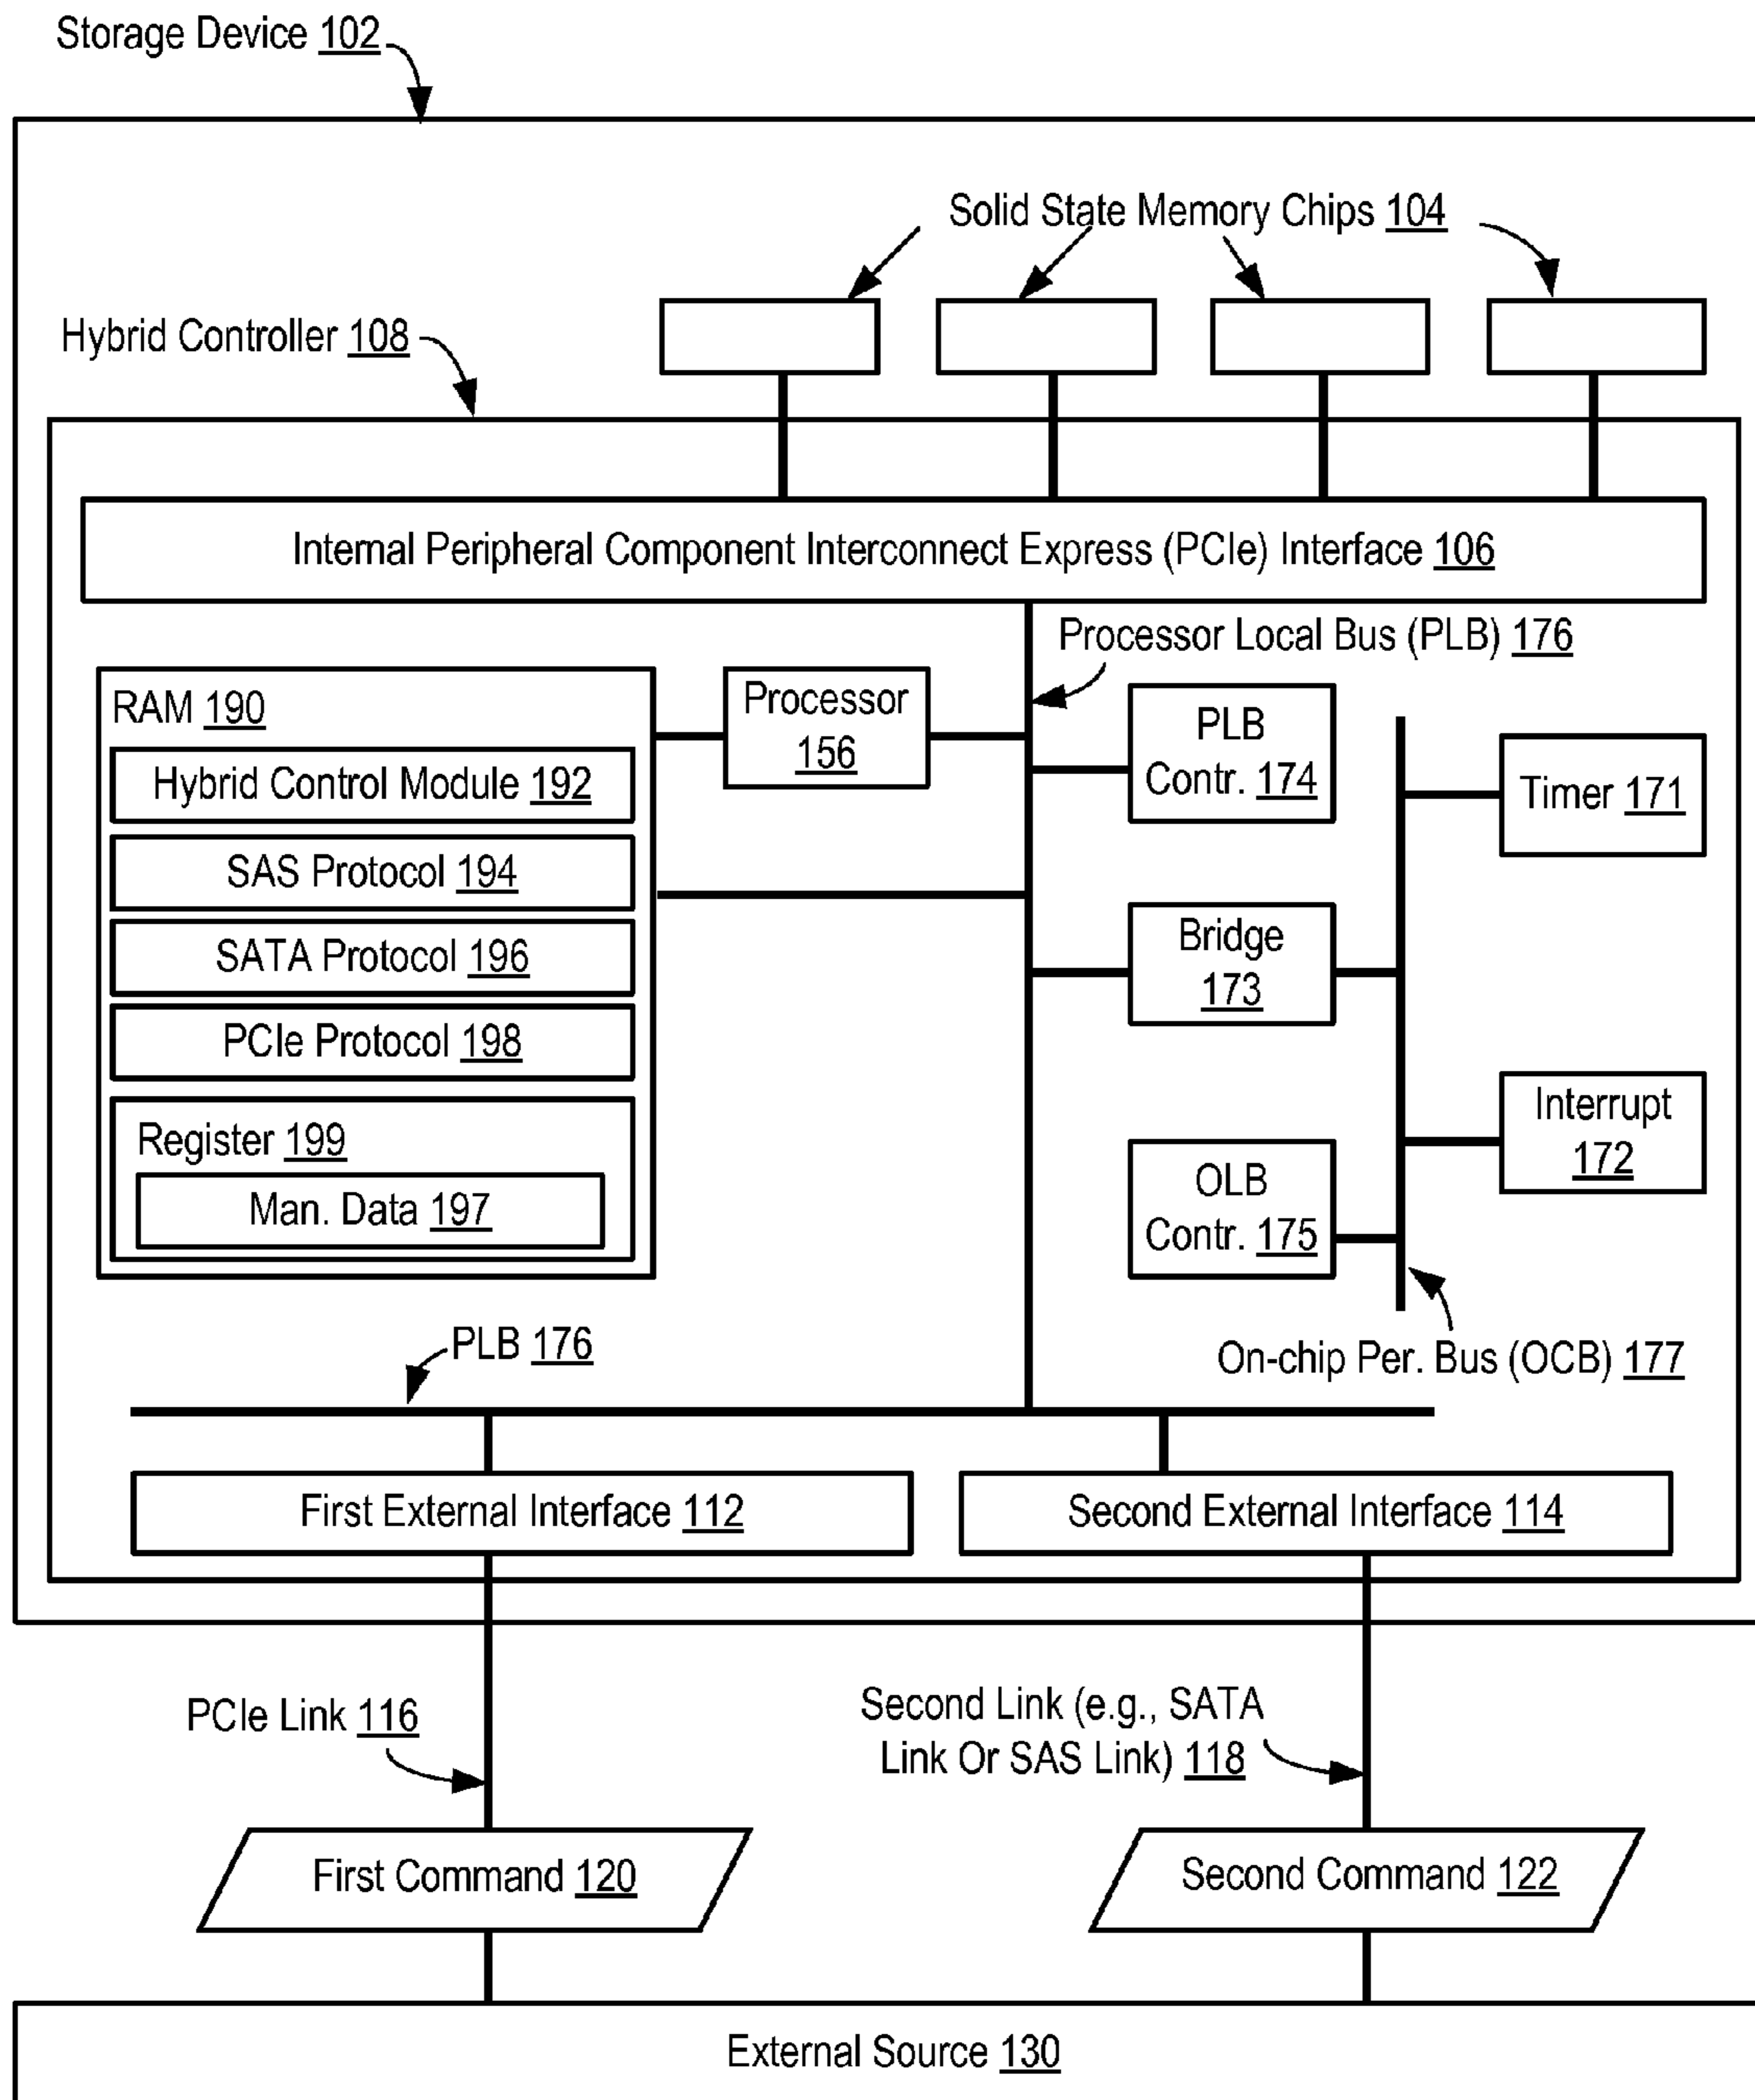 Storage Device 102
Solid State Memory Chips 104
Hybrid Controller 108
Internal Peripheral Component Interconnect Express (PCIe) Interface 106
Processor Local Bus (PLB) 176
RAM 190
Hybrid Control Module 192
SAS Protocol 194
SATA Protocol 196
PCIe Protocol 198
Register 199
Man. Data 197
Processor
156
PLB
Contr. 174
Timer 171
Bridge
173
Interrupt
172
OLB
Contr. 175
PLB 176
On-chip Per. Bus (OCB) 177
First External Interface 112
Second External Interface 114
PCIe Link 116
Second Link (e.g., SATA
Link Or SAS Link) 118
First Command 120
Second Command 122
External Source 130